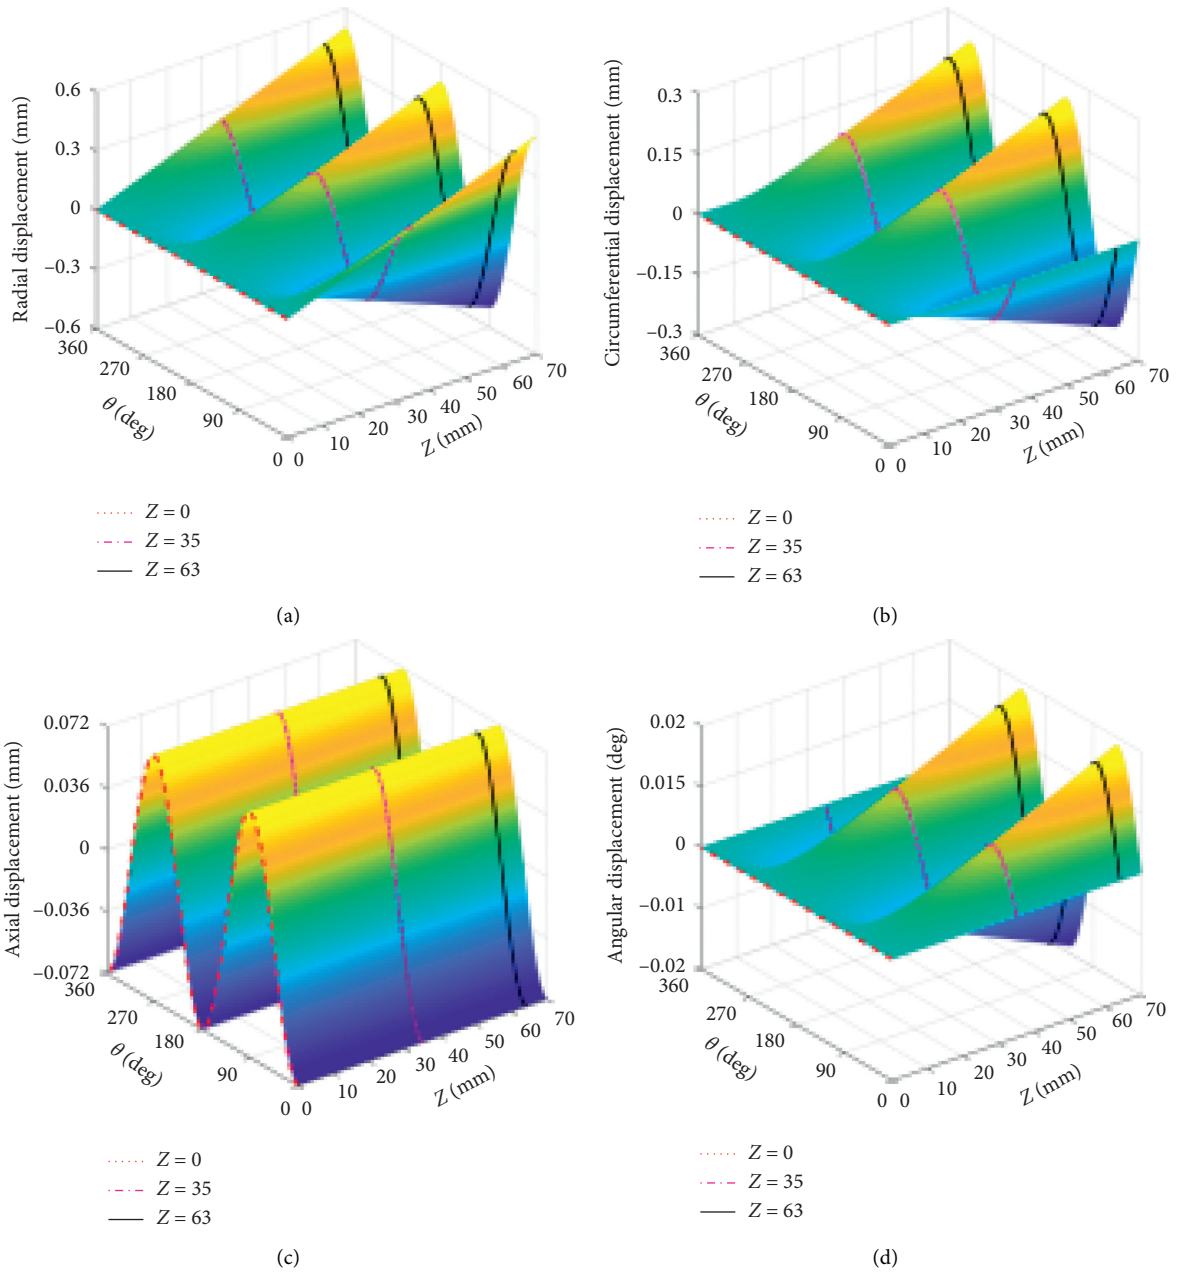 Radial displacement (mm)
0.6
0.3
0
–0.3
–0.6
360
270
180
90
0 0
θ (deg)
10
20
30
40
50
60
70
Z (mm)
Z = 0
Z = 35
Z = 63
(a)
Circumferential displacement (mm)
0.3
0.15
0
–0.15
–0.3
360
270
180
90
0 0
θ (deg)
10
20
30
40
50
60
70
Z (mm)
Z = 0
Z = 35
Z = 63
(b)
Axial displacement (mm)
0.072
0.036
0
–0.036
–0.072
360
270
180
90
0 0
θ (deg)
10
20
30
40
50
60
70
Z (mm)
Z = 0
Z = 35
Z = 63
(c)
Angular displacement (deg)
0.02
0.015
0
–0.01
–0.02
360
270
180
90
0 0
θ (deg)
10
20
30
40
50
60
70
Z (mm)
Z = 0
Z = 35
Z = 63
(d)